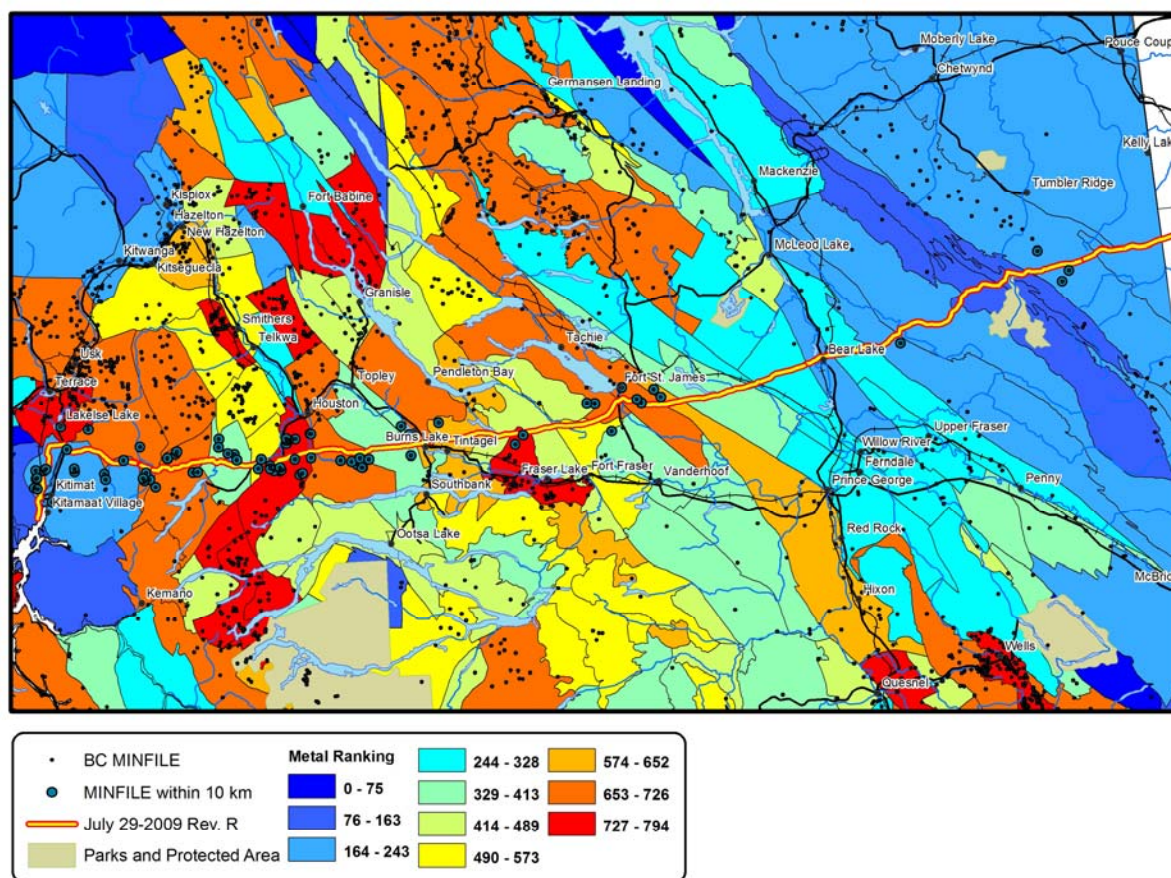 Moberly Lake
Pouce Coup
Chetwynd
Germansen Landing
Kelly Lak
Mackenzie
Tumbler Ridge
Kispiox
Fort Babine
Hazelton
New Hazelton
Kitwanga
McLeod Lake
Kitseguecla
Granisle
Smithers
Telkwa
Tachie
Usk
Bear Lake
Terrace
Topley
Pendleton Bay
Fort St. James
Houston
Lakelse Lake
Burns Lake
Tintagel
Upper Fraser
Willow River
Ferndale
Fraser Lake
Fort Fraser
Vanderhoof
Kitimat
Penny
Southbank
Prince George
Kitamaat Village
Red Rock
Ootsa Lake
McBrid
Kemano
Hixon
Wells
Quesnel
BC MINFILE
MINFILE within 10 km
July 29-2009 Rev. R
Parks and Protected Area
Metal Ranking
0 - 75
76 - 163
164 - 243
244 - 328
329 - 413
414 - 489
490 - 573
574 - 652
653 - 726
727 - 794